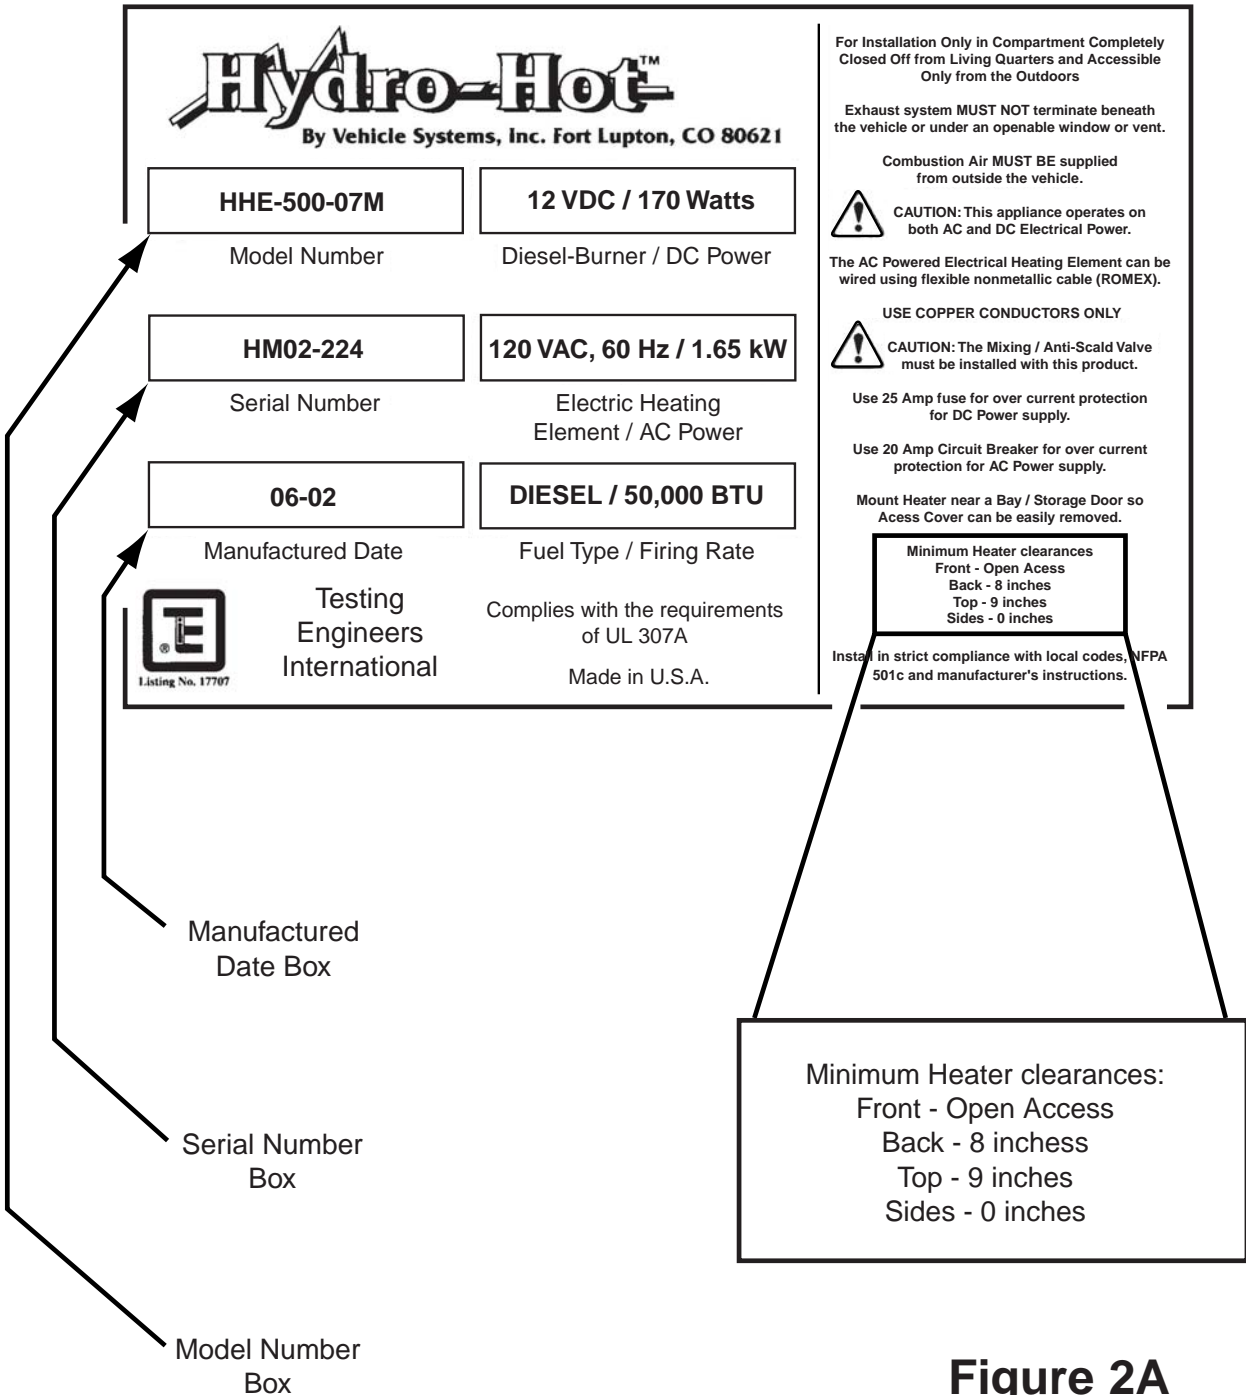 Hydro-Hot™
By Vehicle Systems, Inc. Fort Lupton, CO 80621
HHE-500-07M
Model Number
12 VDC / 170 Watts
Diesel-Burner / DC Power
HM02-224
Serial Number
120 VAC, 60 Hz / 1.65 kW
Electric Heating
Element / AC Power
06-02
Manufactured Date
DIESEL / 50,000 BTU
Fuel Type / Firing Rate
TEI
®
Listing No. 17707
Testing
Engineers
International
Complies with the requirements
of UL 307A
Made in U.S.A.
For Installation Only in Compartment Completely
Closed Off from Living Quarters and Accessible
Only from the Outdoors
Exhaust system MUST NOT terminate beneath
the vehicle or under an openable window or vent.
Combustion Air MUST BE supplied
from outside the vehicle.
CAUTION: This appliance operates on
both AC and DC Electrical Power.
The AC Powered Electrical Heating Element can be
wired using flexible nonmetallic cable (ROMEX).
USE COPPER CONDUCTORS ONLY
CAUTION: The Mixing / Anti-Scald Valve
must be installed with this product.
Use 25 Amp fuse for over current protection
for DC Power supply.
Use 20 Amp Circuit Breaker for over current
protection for AC Power supply.
Mount Heater near a Bay / Storage Door so
Acess Cover can be easily removed.
Minimum Heater clearances
Front - Open Acess
Back - 8 inches
Top - 9 inches
Sides - 0 inches
Install in strict compliance with local codes, NFPA
501c and manufacturer's instructions.
Manufactured
Date Box
Serial Number
Box
Model Number
Box
Minimum Heater clearances:
Front - Open Access
Back - 8 inchess
Top - 9 inches
Sides - 0 inches
Figure 2A